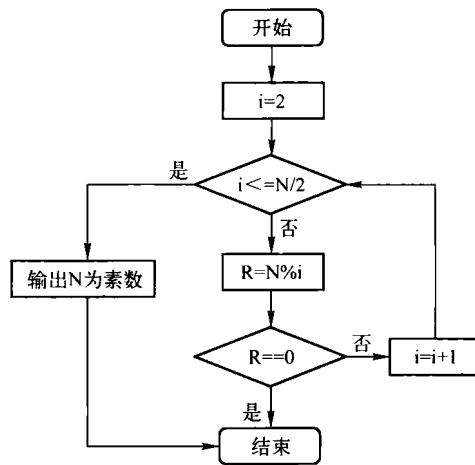 开始
i=2
是
i<=N/2
否
输出N为素数
R=N%i
R==0
否
i=i+1
是
结束